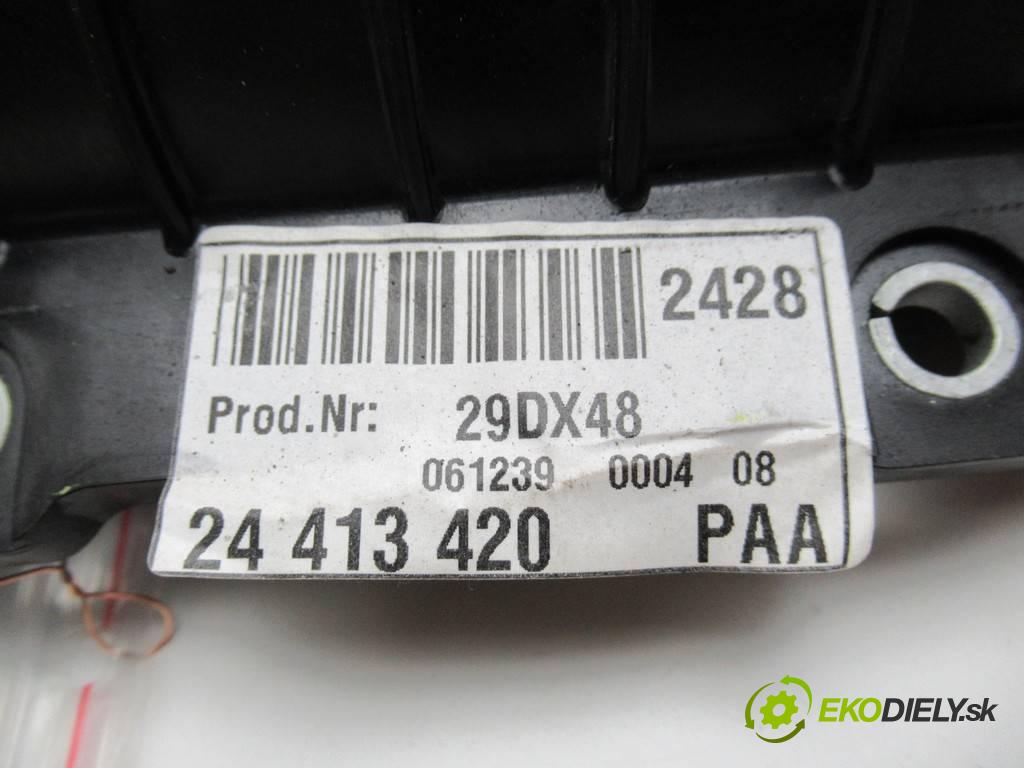 2428
Prod.Nr: 29DX48
061239 0004 08
24 413 420 PAA
EKODIELY.sk